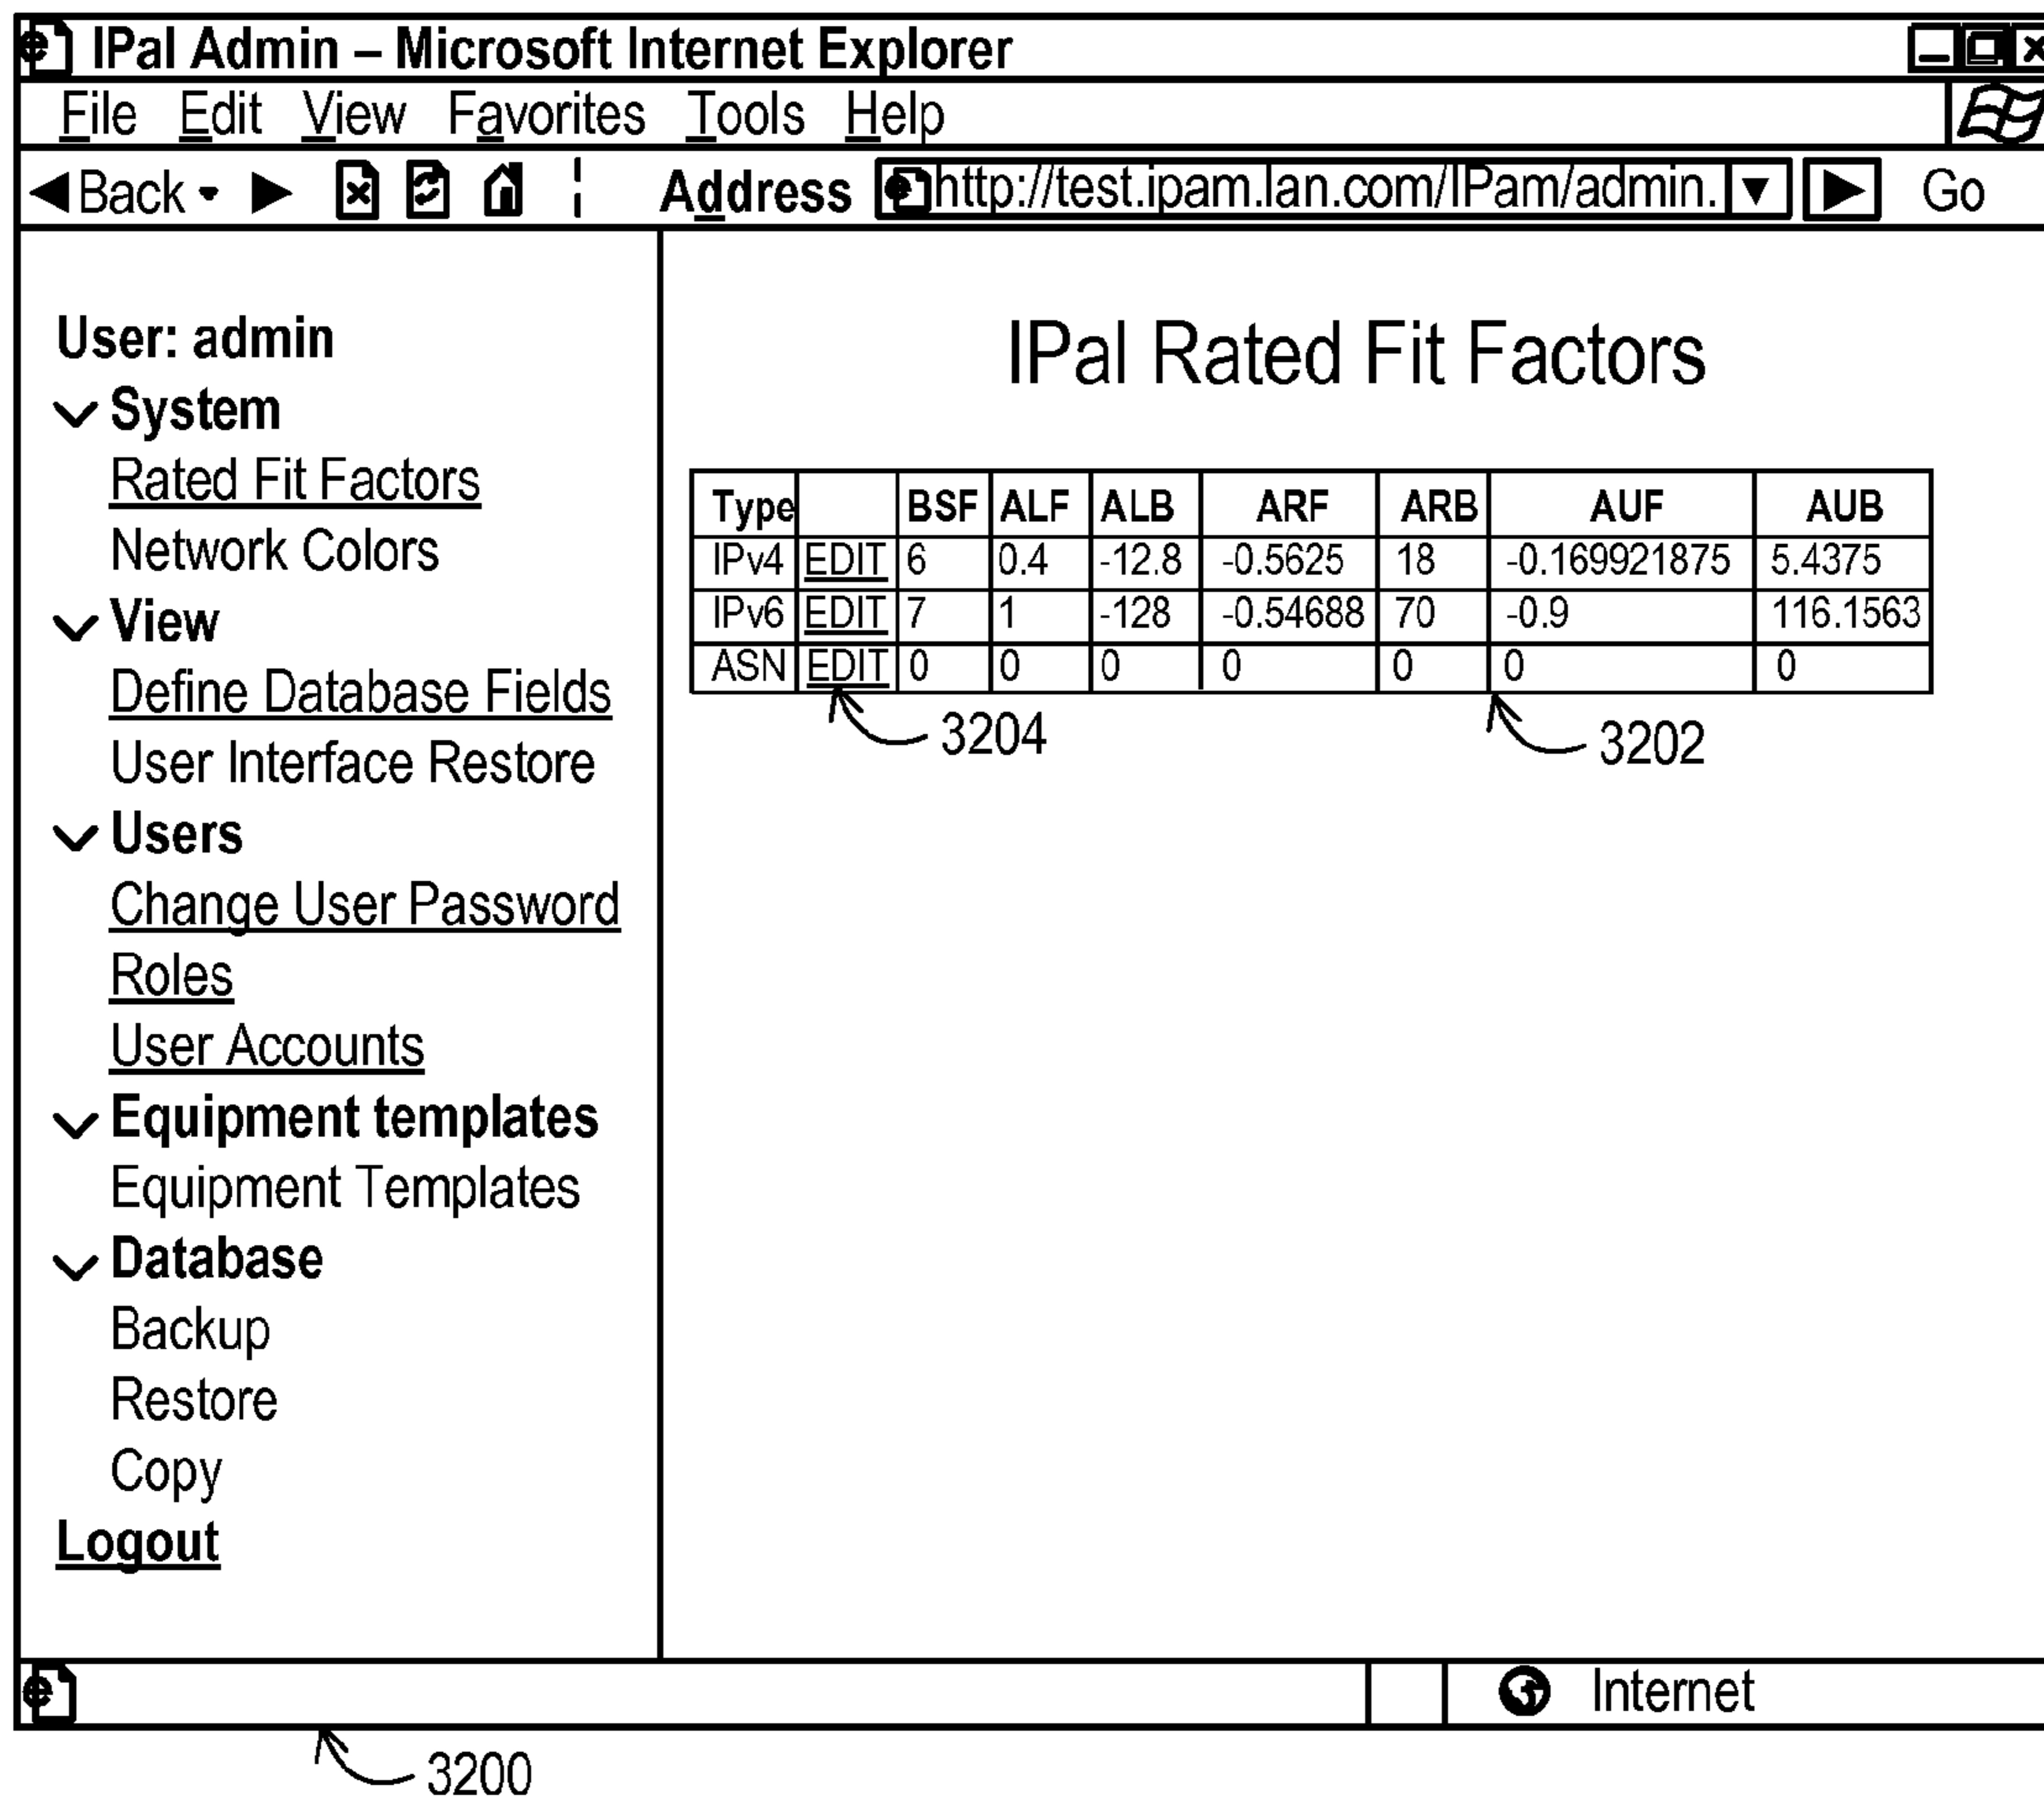 IPal Admin – Microsoft Internet Explorer
File Edit View Favorites Tools Help
Back Address http://test.ipam.lan.com/IPam/admin. Go
User: admin
System
Rated Fit Factors
Network Colors
View
Define Database Fields
User Interface Restore
Users
Change User Password
Roles
User Accounts
Equipment templates
Equipment Templates
Database
Backup
Restore
Copy
Logout
IPal Rated Fit Factors
Type BSF ALF ALB ARF ARB AUF AUB
IPv4 EDIT 6 0.4 -12.8 -0.5625 18 -0.169921875 5.4375
IPv6 EDIT 7 1 -128 -0.54688 70 -0.9 116.1563
ASN EDIT 0 0 0 0 0 0 0
3204
3202
Internet
3200